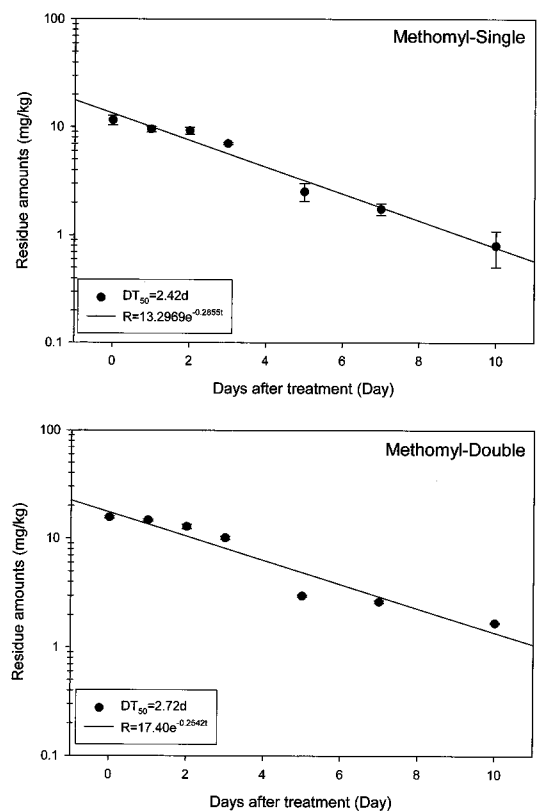 Methomyl-Single
Residue amounts (mg/kg)
100
10
1
0.1
DT50=2.42d
R=13.2969e-0.2855t
0 2 4 6 8 10
Days after treatment (Day)
Methomyl-Double
Residue amounts (mg/kg)
100
10
1
0.1
DT50=2.72d
R=17.40e-0.2642t
0 2 4 6 8 10
Days after treatment (Day)